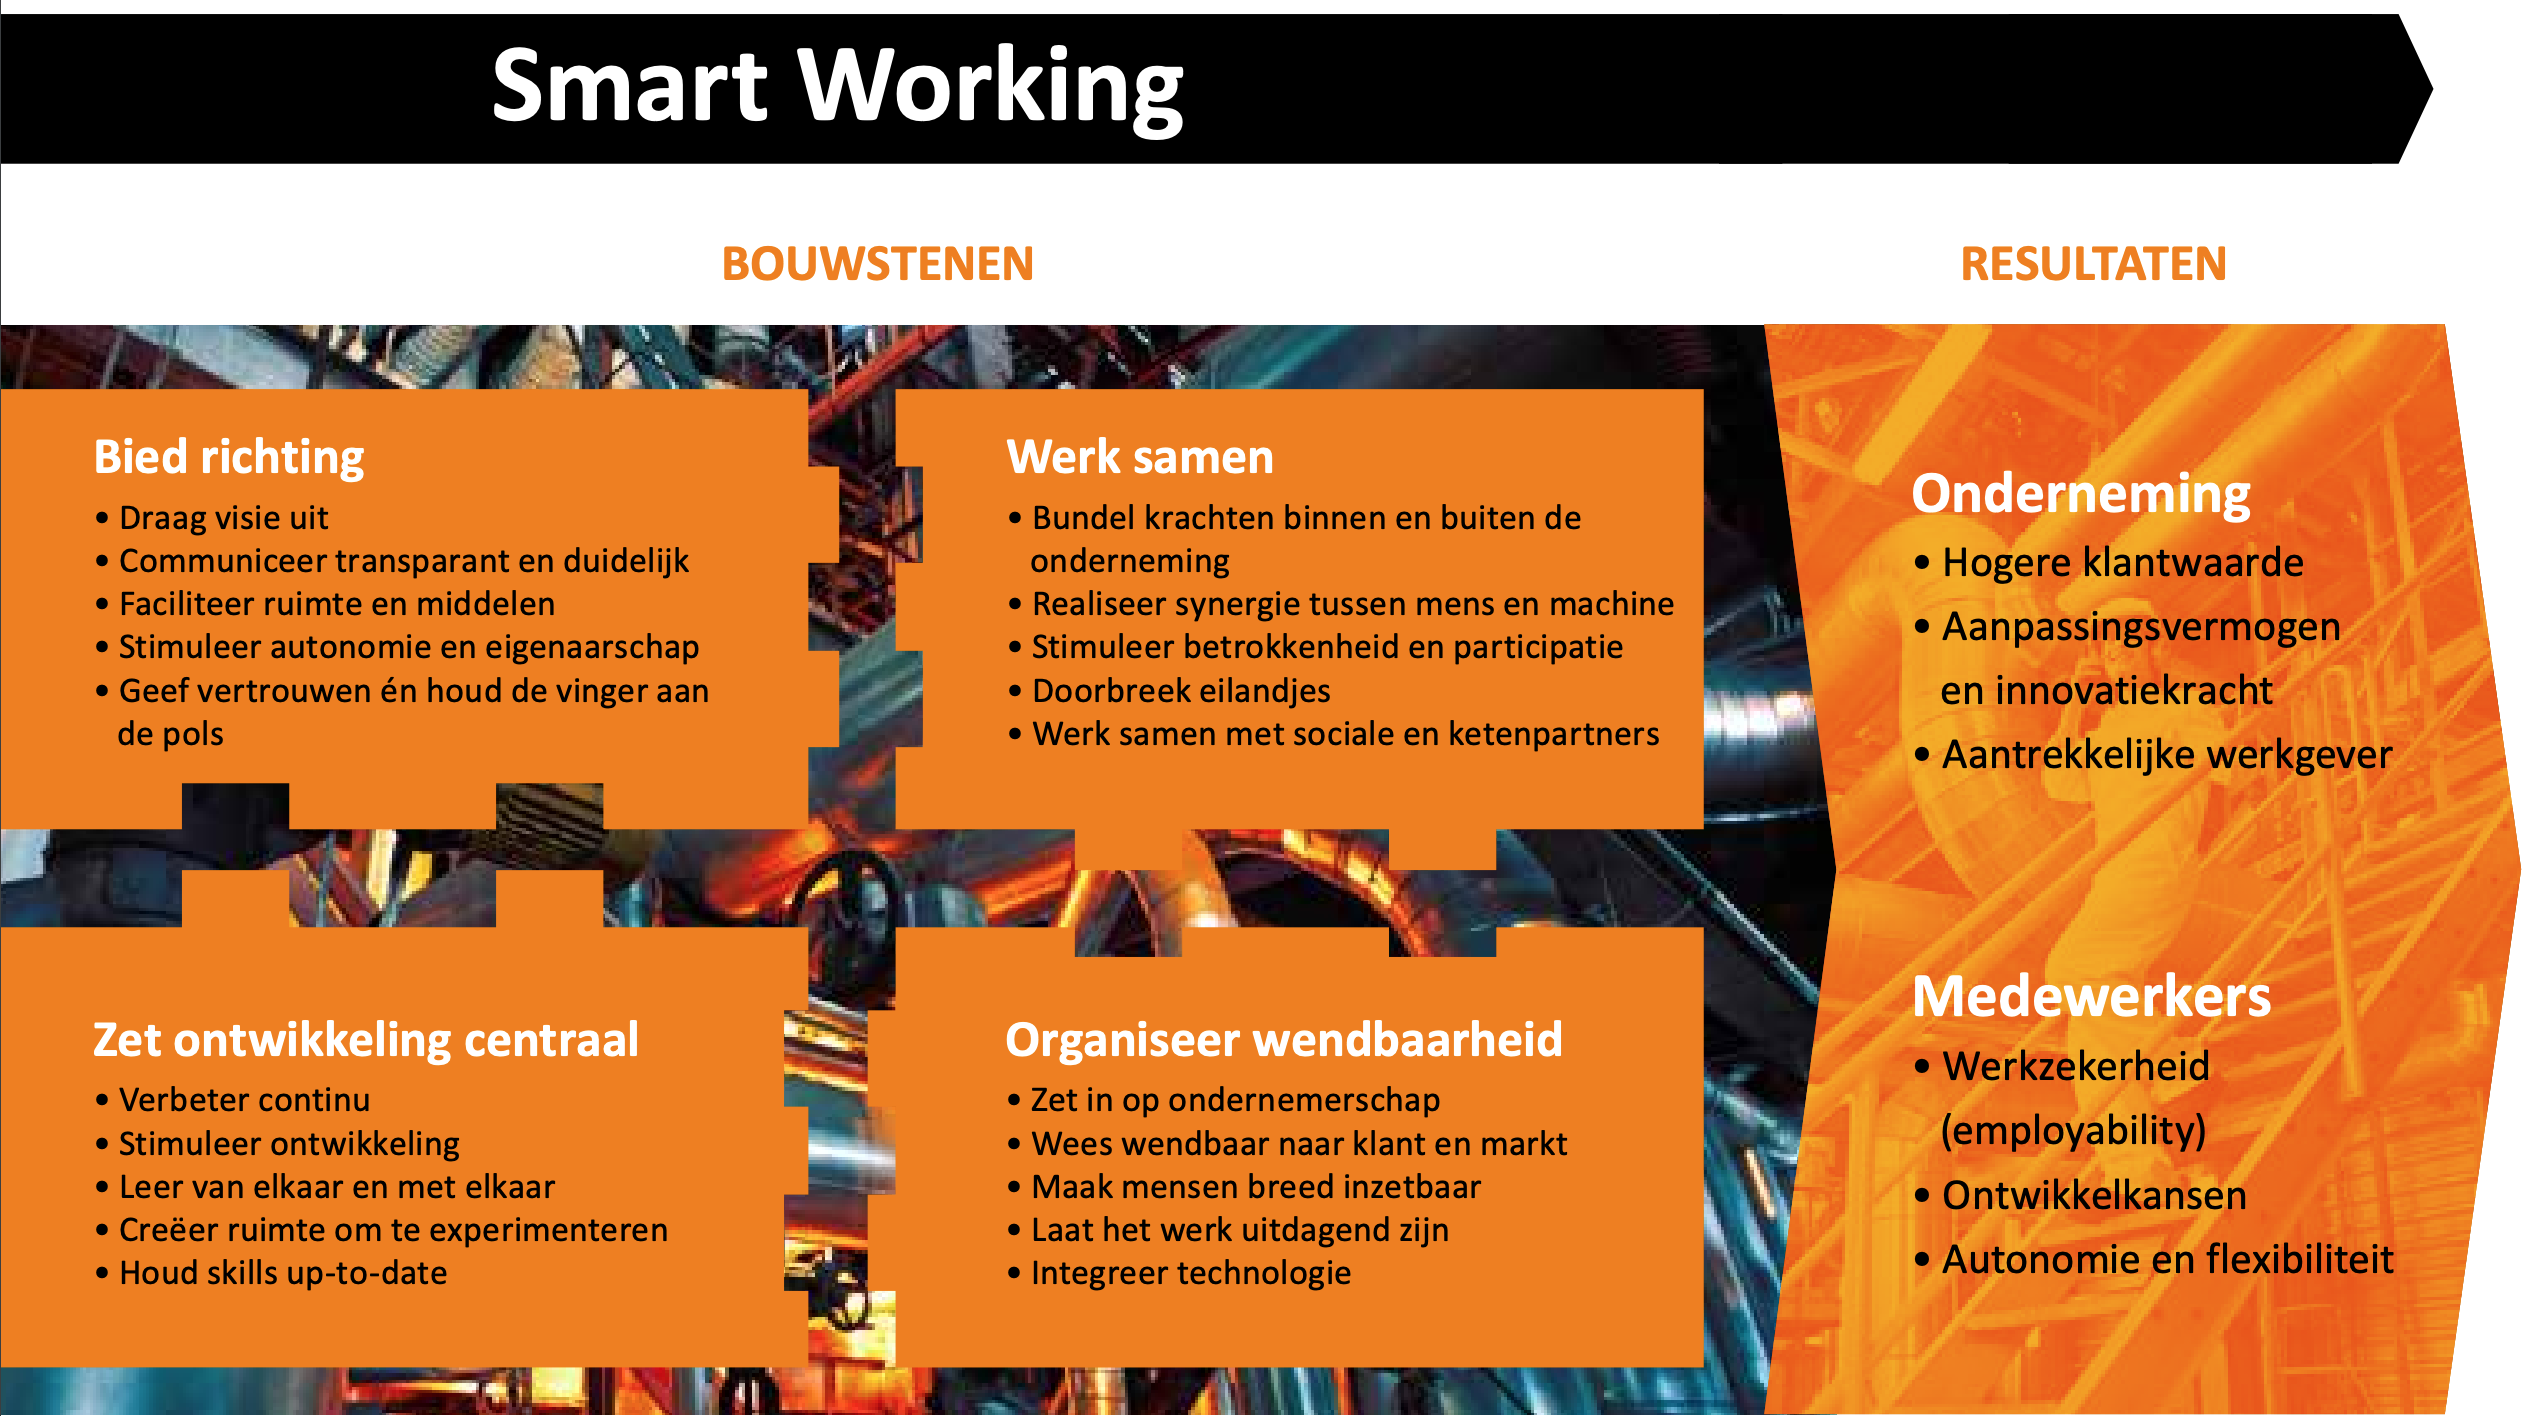 Smart Working
BOUWSTENEN
RESULTATEN
Bied richting
• Draag visie uit
• Communiceer transparant en duidelijk
• Faciliteer ruimte en middelen
• Stimuleer autonomie en eigenaarschap
• Geef vertrouwen én houd de vinger aan
de pols
Werk samen
• Bundel krachten binnen en buiten de
onderneming
• Realiseer synergie tussen mens en machine
• Stimuleer betrokkenheid en participatie
• Doorbreek eilandjes
• Werk samen met sociale en ketenpartners
Zet ontwikkeling centraal
• Verbeter continu
• Stimuleer ontwikkeling
• Leer van elkaar en met elkaar
• Creëer ruimte om te experimenteren
• Houd skills up-to-date
Organiseer wendbaarheid
• Zet in op ondernemerschap
• Wees wendbaar naar klant en markt
• Maak mensen breed inzetbaar
• Laat het werk uitdagend zijn
• Integreer technologie
Onderneming
• Hogere klantwaarde
• Aanpassingsvermogen
en innovatiekracht
• Aantrekkelijke werkgever
Medewerkers
• Werkzekerheid
(employability)
• Ontwikkelkansen
• Autonomie en flexibiliteit